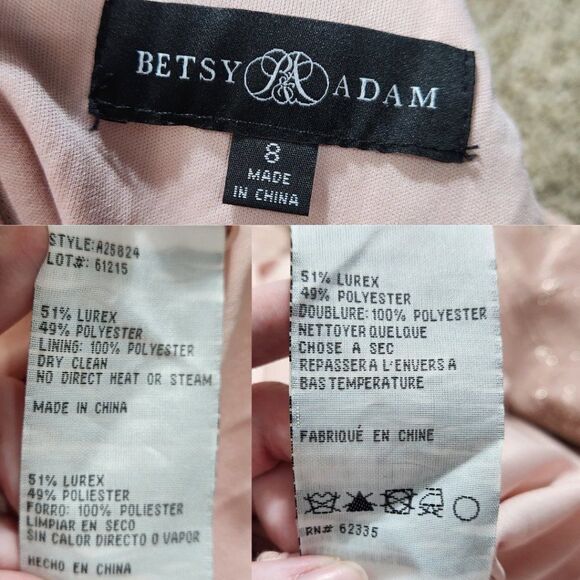 BETSY ADAM
8
MADE
IN CHINA
STYLE:A25824
LOT#: 61215
51% LUREX
49% POLYESTER
LINING: 100% POLYESTER
DRY CLEAN
NO DIRECT HEAT OR STEAM
MADE IN CHINA
51% LUREX
49% POLIESTER
FORRO: 100% POLYESTER
LIMPIAR EN SECO
SIN CALOR DIRECTO O VAPOR
HECHO EN CHINA
51% LUREX
49% POLYESTER
DOUBLURE: 100% POLYESTER
NETTOYER QUELQUE
CHOSE A SEC
REPASSER A L'ENVERS A
BAS TEMPERATURE
FABRIQUÉ EN CHINE
RN# 62335